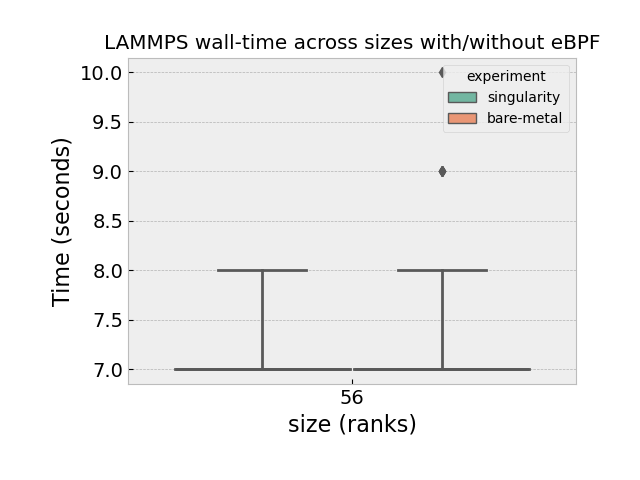 LAMMPS wall-time across sizes with/without eBPF
10.0
9.5
9.0
8.5
8.0
7.5
7.0
Time (seconds)
experiment
singularity
bare-metal
56
size (ranks)